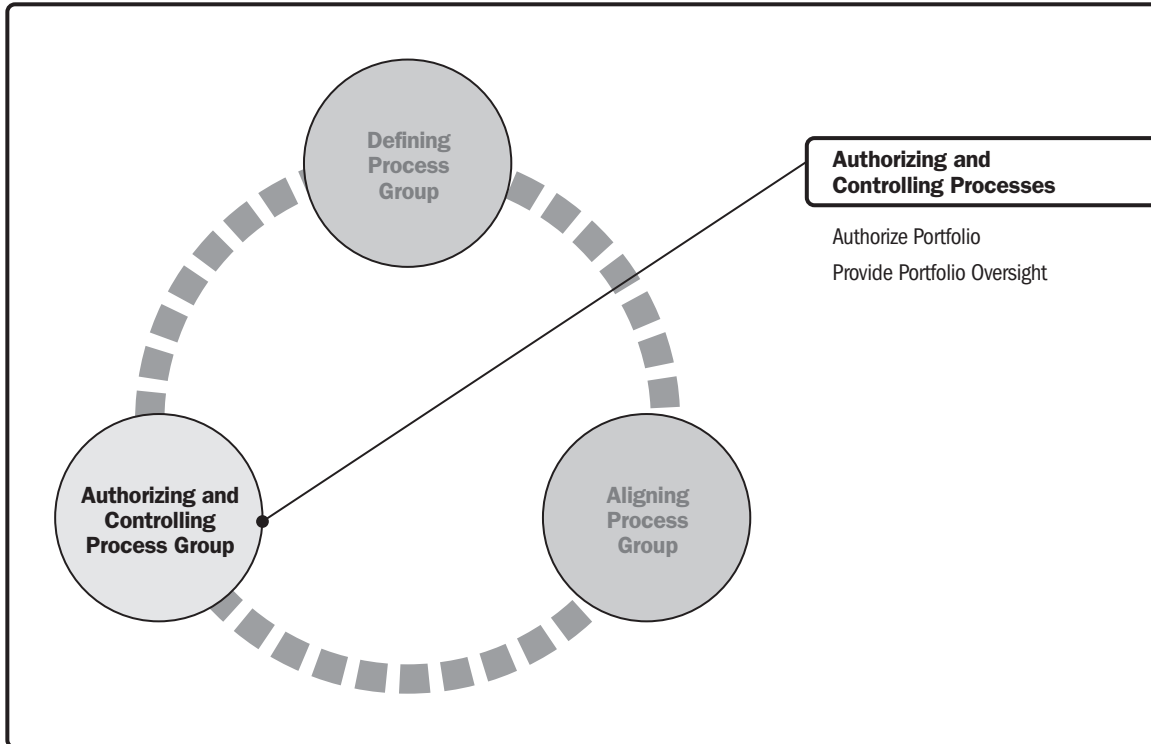 Defining
Process
Group
Authorizing and
Controlling Processes
Authorize Portfolio
Provide Portfolio Oversight
Authorizing and
Controlling
Process Group
Aligning
Process
Group